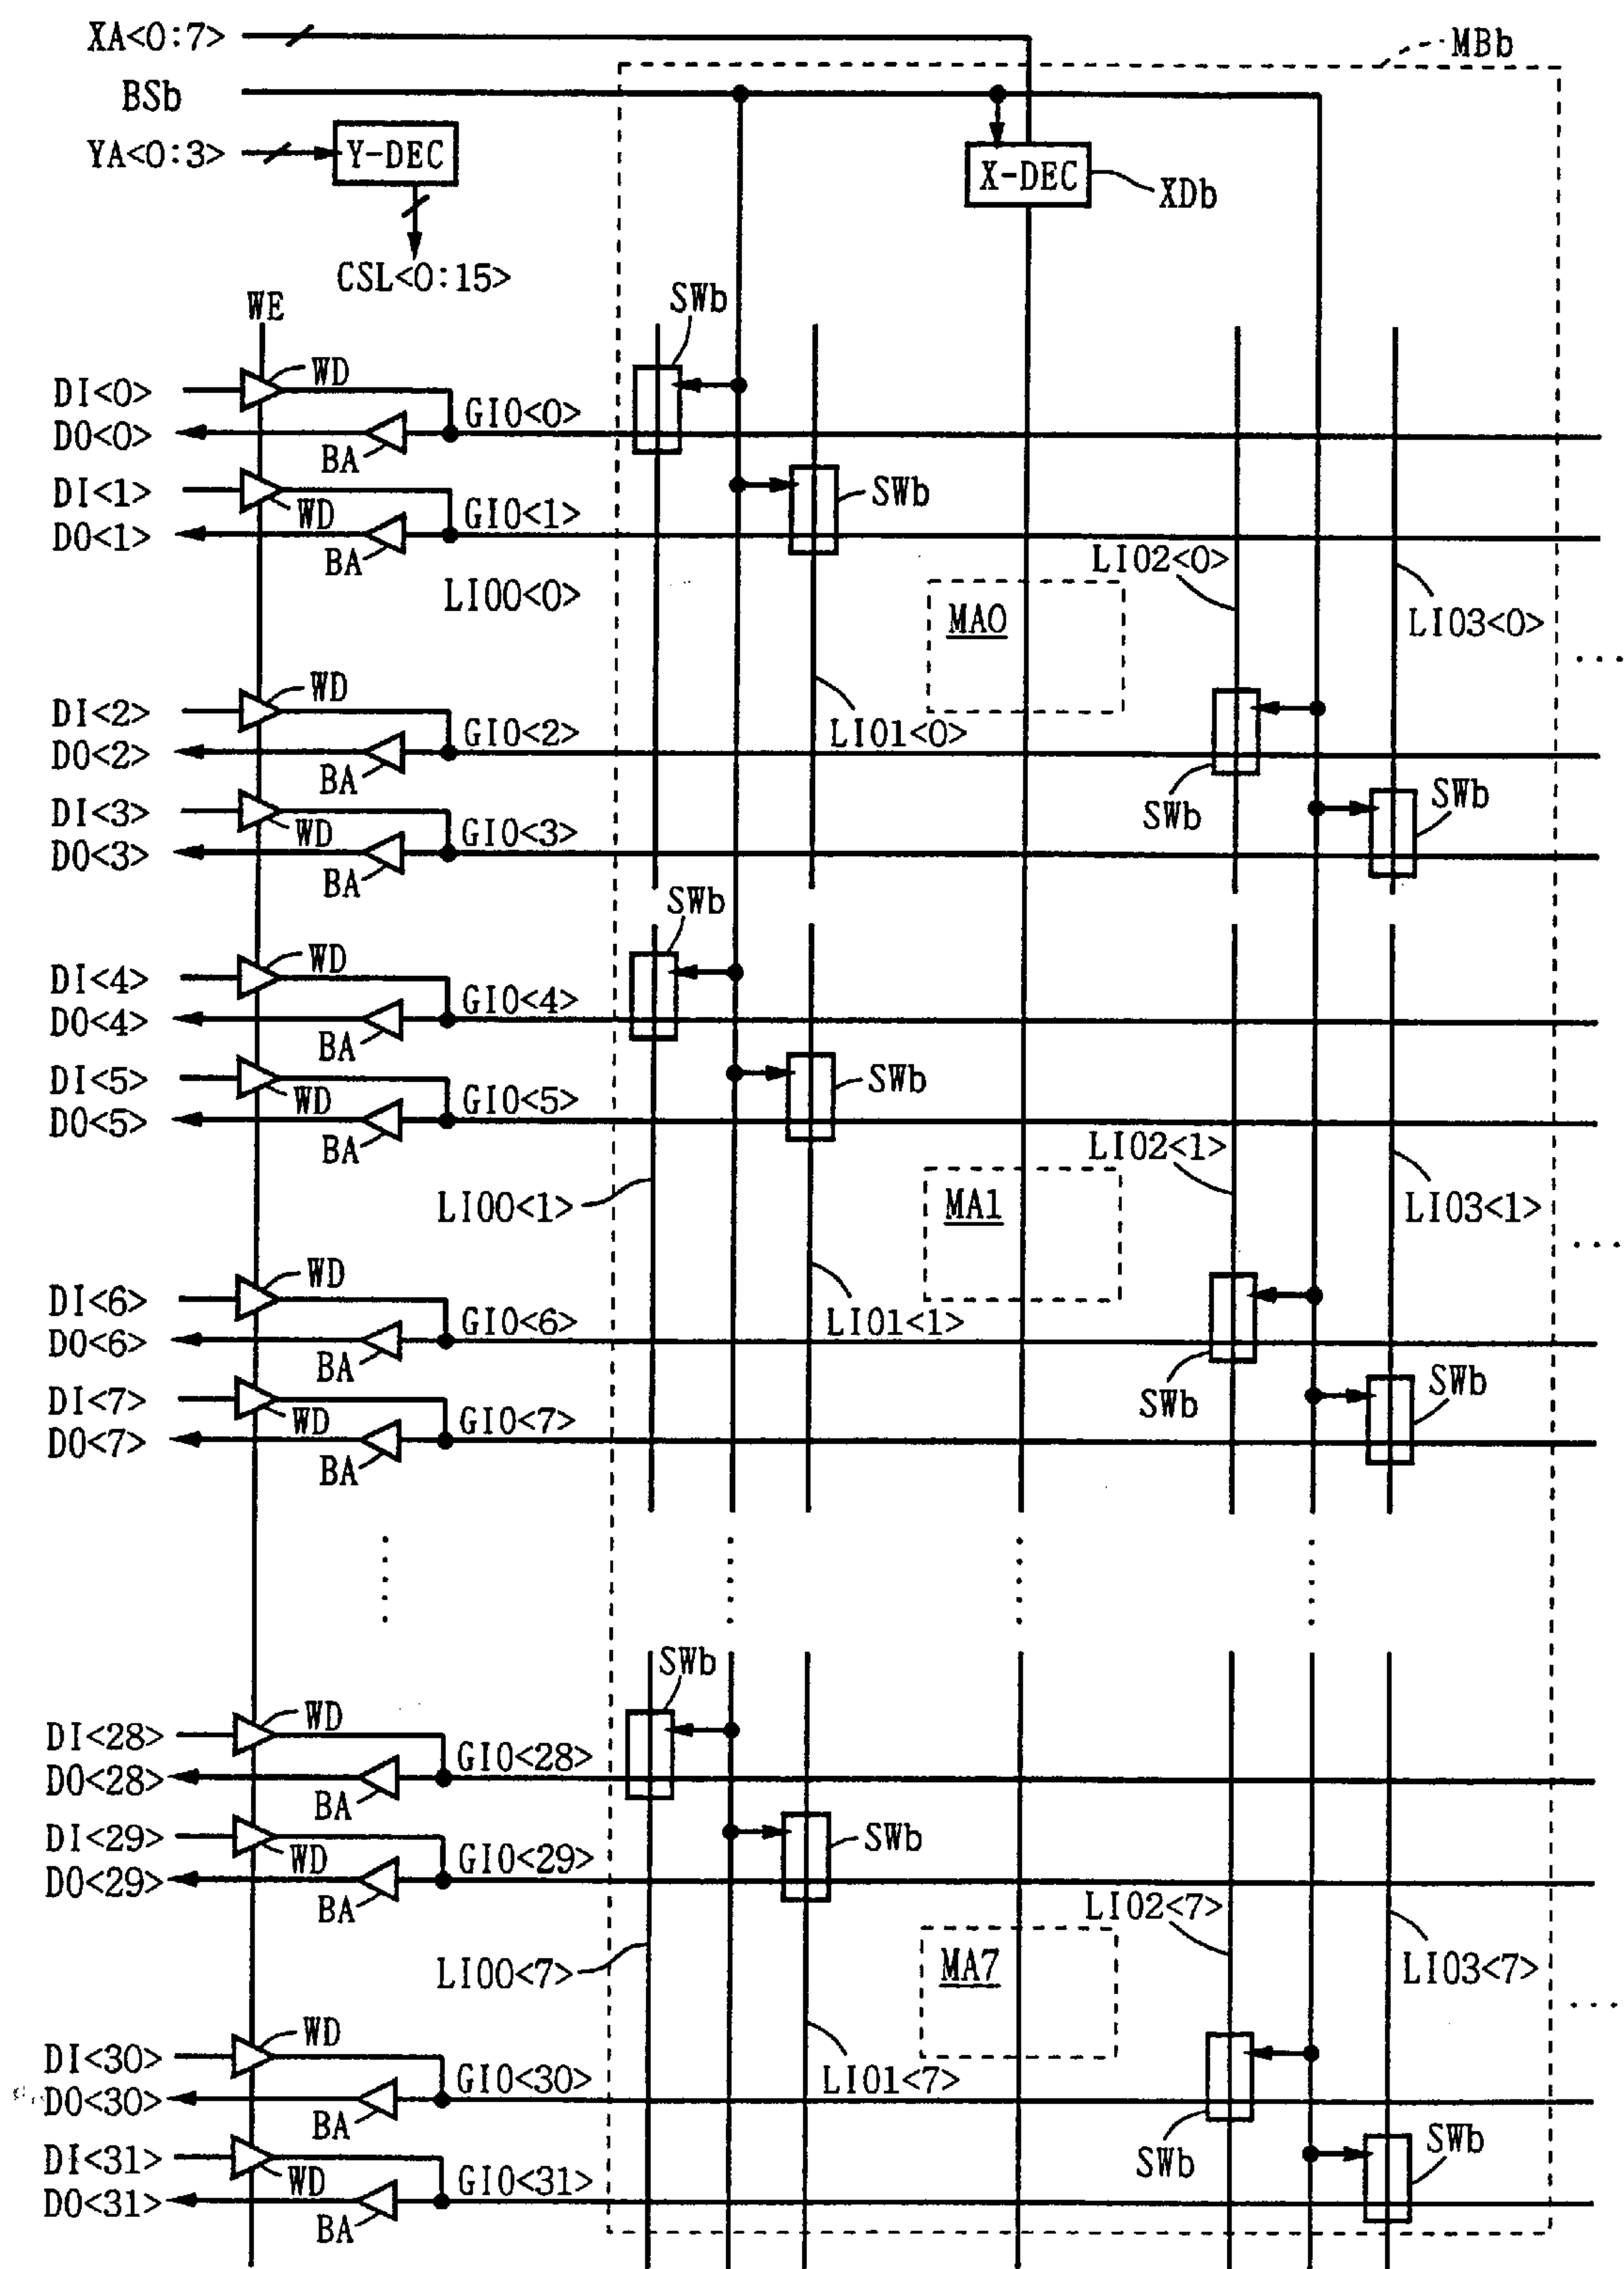 XA<0:7>
MBb
BSb
YA<0:3>
Y-DEC
X-DEC
XDb
CSL<0:15>
WE
SWb
DI<0>
WD
GIO<0>
DO<0>
BA
DI<1>
WD
GIO<1>
SWb
DO<1>
BA
LIO2<0>
LIO0<0>
MA0
LIO3<0>
...
DI<2>
WD
GIO<2>
LIO1<0>
DO<2>
BA
SWb
SWb
DI<3>
WD
GIO<3>
DO<3>
BA
SWb
DI<4>
WD
GIO<4>
DO<4>
BA
DI<5>
WD
GIO<5>
SWb
DO<5>
BA
LIO2<1>
LIO0<1>
MA1
LIO3<1>
...
DI<6>
WD
GIO<6>
LIO1<1>
DO<6>
BA
SWb
SWb
DI<7>
WD
GIO<7>
DO<7>
BA
SWb
DI<28>
WD
GIO<28>
DO<28>
BA
DI<29>
WD
GIO<29>
SWb
DO<29>
BA
LIO2<7>
LIO0<7>
MA7
LIO3<7>
...
DI<30>
WD
GIO<30>
LIO1<7>
DO<30>
BA
SWb
SWb
DI<31>
WD
GIO<31>
DO<31>
BA